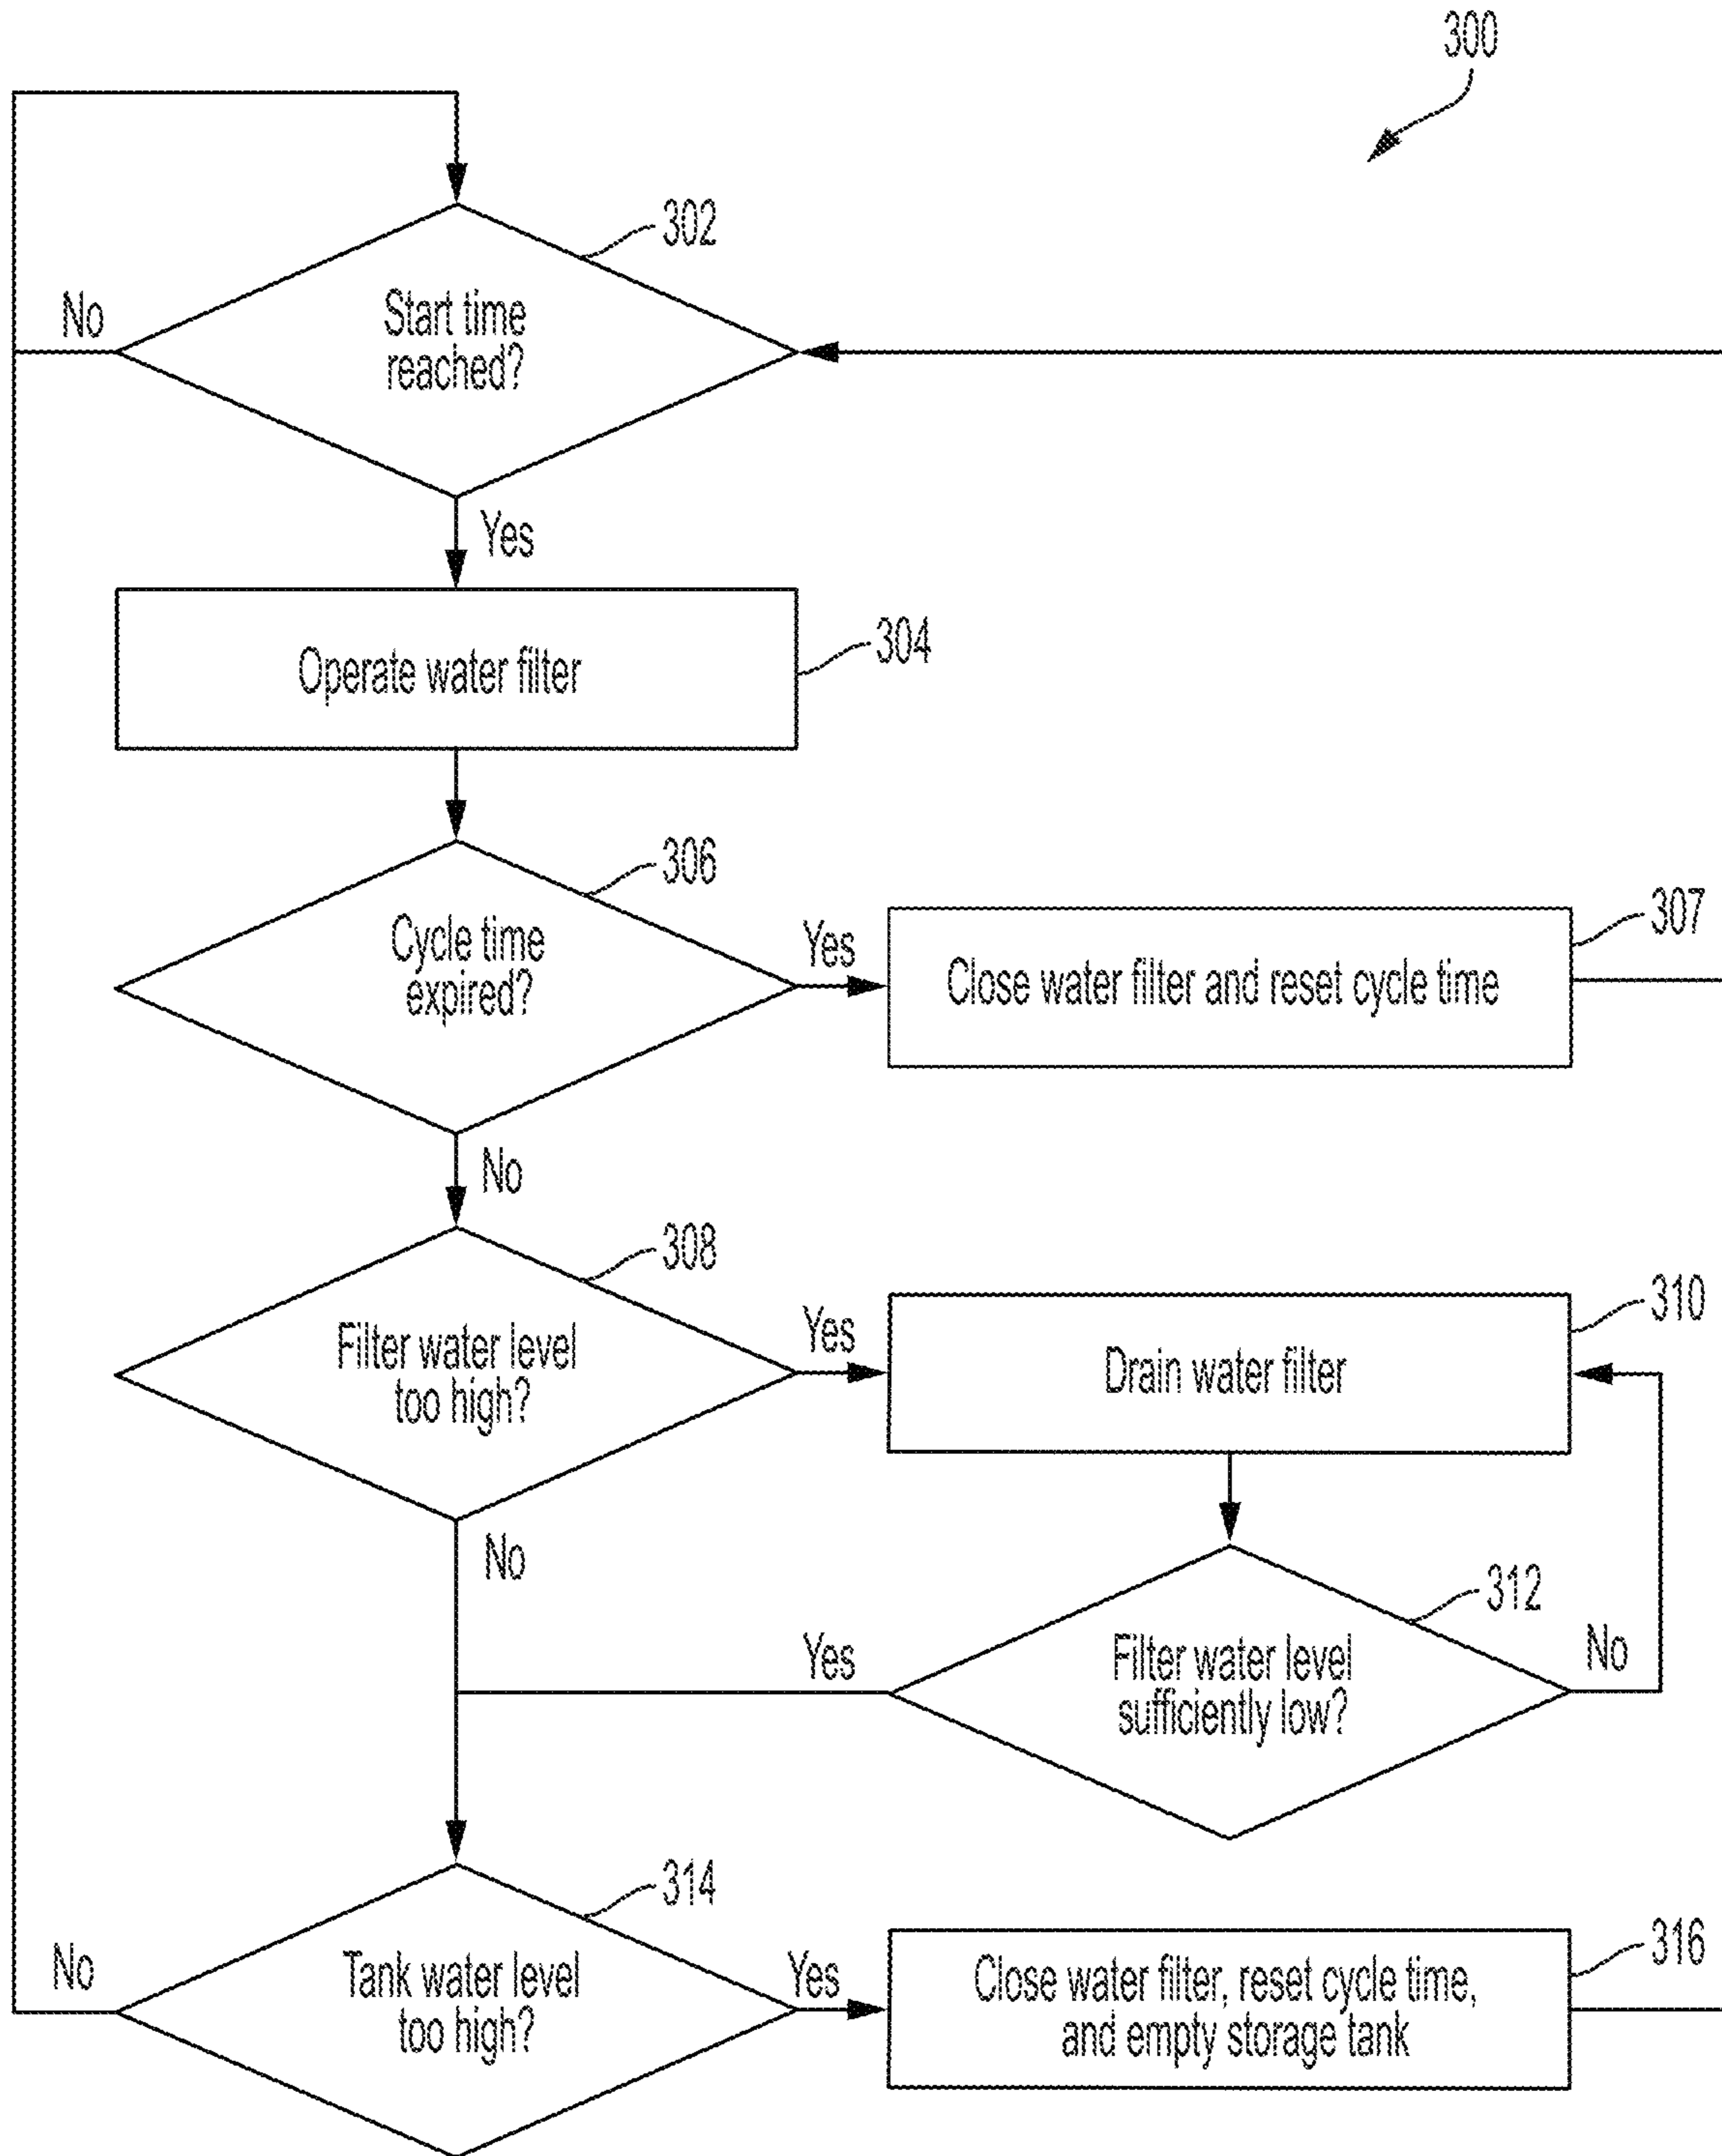 300
302
Start time
reached?
No
Yes
304
Operate water filter
306
Cycle time
expired?
Yes
307
Close water filter and reset cycle time
No
308
Filter water level
too high?
Yes
310
Drain water filter
No
312
Filter water level
sufficiently low?
Yes
No
314
Tank water level
too high?
No
Yes
316
Close water filter, reset cycle time,
and empty storage tank